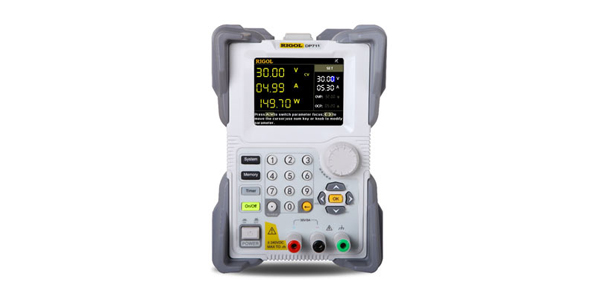 RIGOL DP711
RIGOL
SET
30.00 V CV
04.99 A
149.70 W
30.00 V
05.30 A
OVP:
OCP:
to switch parameter focus,
move the cursor,use num key or knob to modify
parameter.
System
1 2 3
Memory
4 5 6
Timer
7 8 9
On/Off
0
OK
POWER